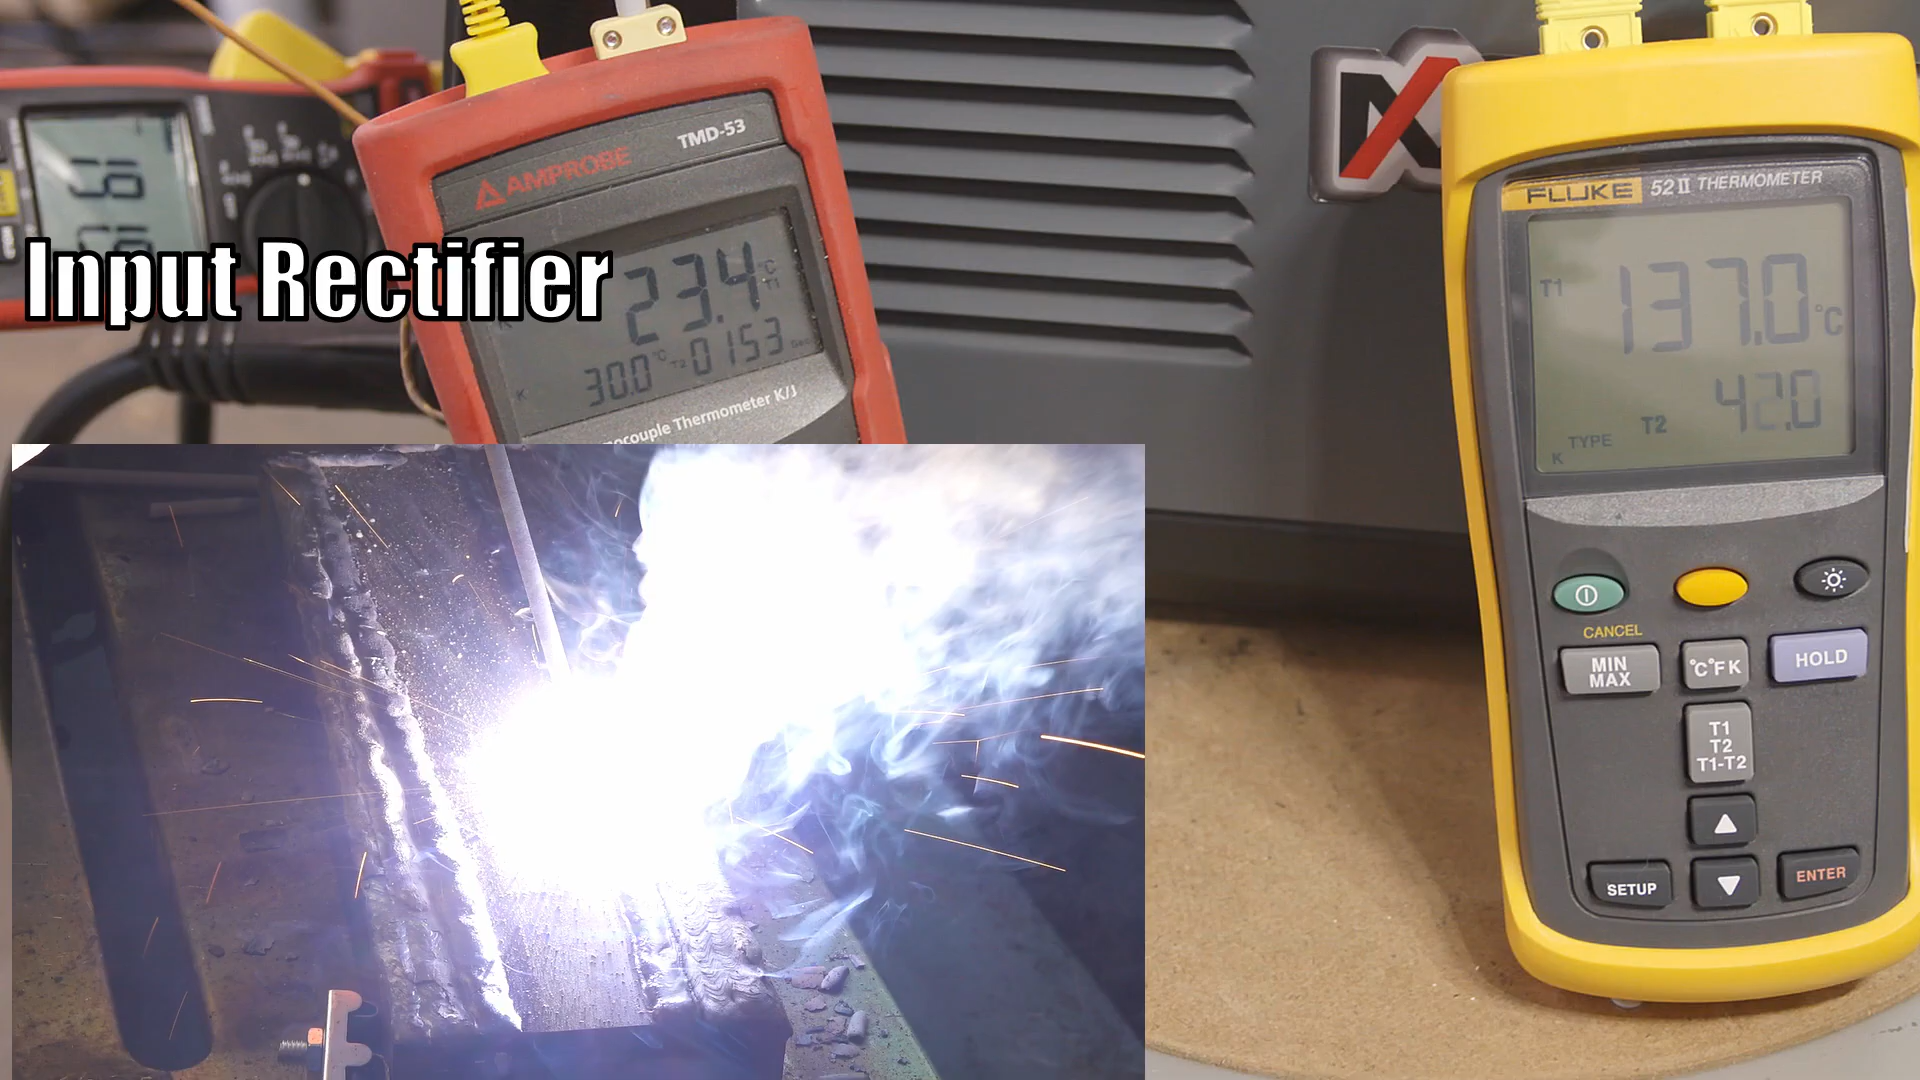 TMD-53
AMPROBE
23.4 °C
T1
K
30.0 °C T2 0153
Thermometer K/J
Input Rectifier
FLUKE 52 II THERMOMETER
T1 137.0 °C
T2 42.0
TYPE
K
CANCEL
MIN
MAX
°C°F K
HOLD
T1
T2
T1-T2
SETUP
ENTER